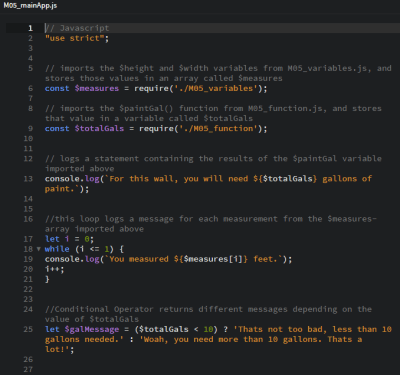 M05_mainApp.js
1 // Javascript
2 "use strict";
3
4
5 // imports the $height and $width variables from M05_variables.js, and
stores those values in an array called $measures
6 const $measures = require('./M05_variables');
7
8 // imports the $paintGal() function from M05_function.js, and stores
that value in a variable called $totalGals
9 const $totalGals = require('./M05_function');
10
11
12 // logs a statement containing the results of the $paintGal variable
imported above
13 console.log(`For this wall, you will need ${$totalGals} gallons of
paint.`);
14
15
16 //this loop logs a message for each measurement from the $measures-
array imported above
17 let i = 0;
18 while (i <= 1) {
19 console.log(`You measured ${$measures[i]} feet.`);
20 i++;
21 }
22
23
24 //Conditional Operator returns different messages depending on the
value of $totalGals
25 let $galMessage = ($totalGals < 10) ? 'Thats not too bad, less than 10
gallons needed.' : 'Woah, you need more than 10 gallons. Thats a
lot!';
26
27